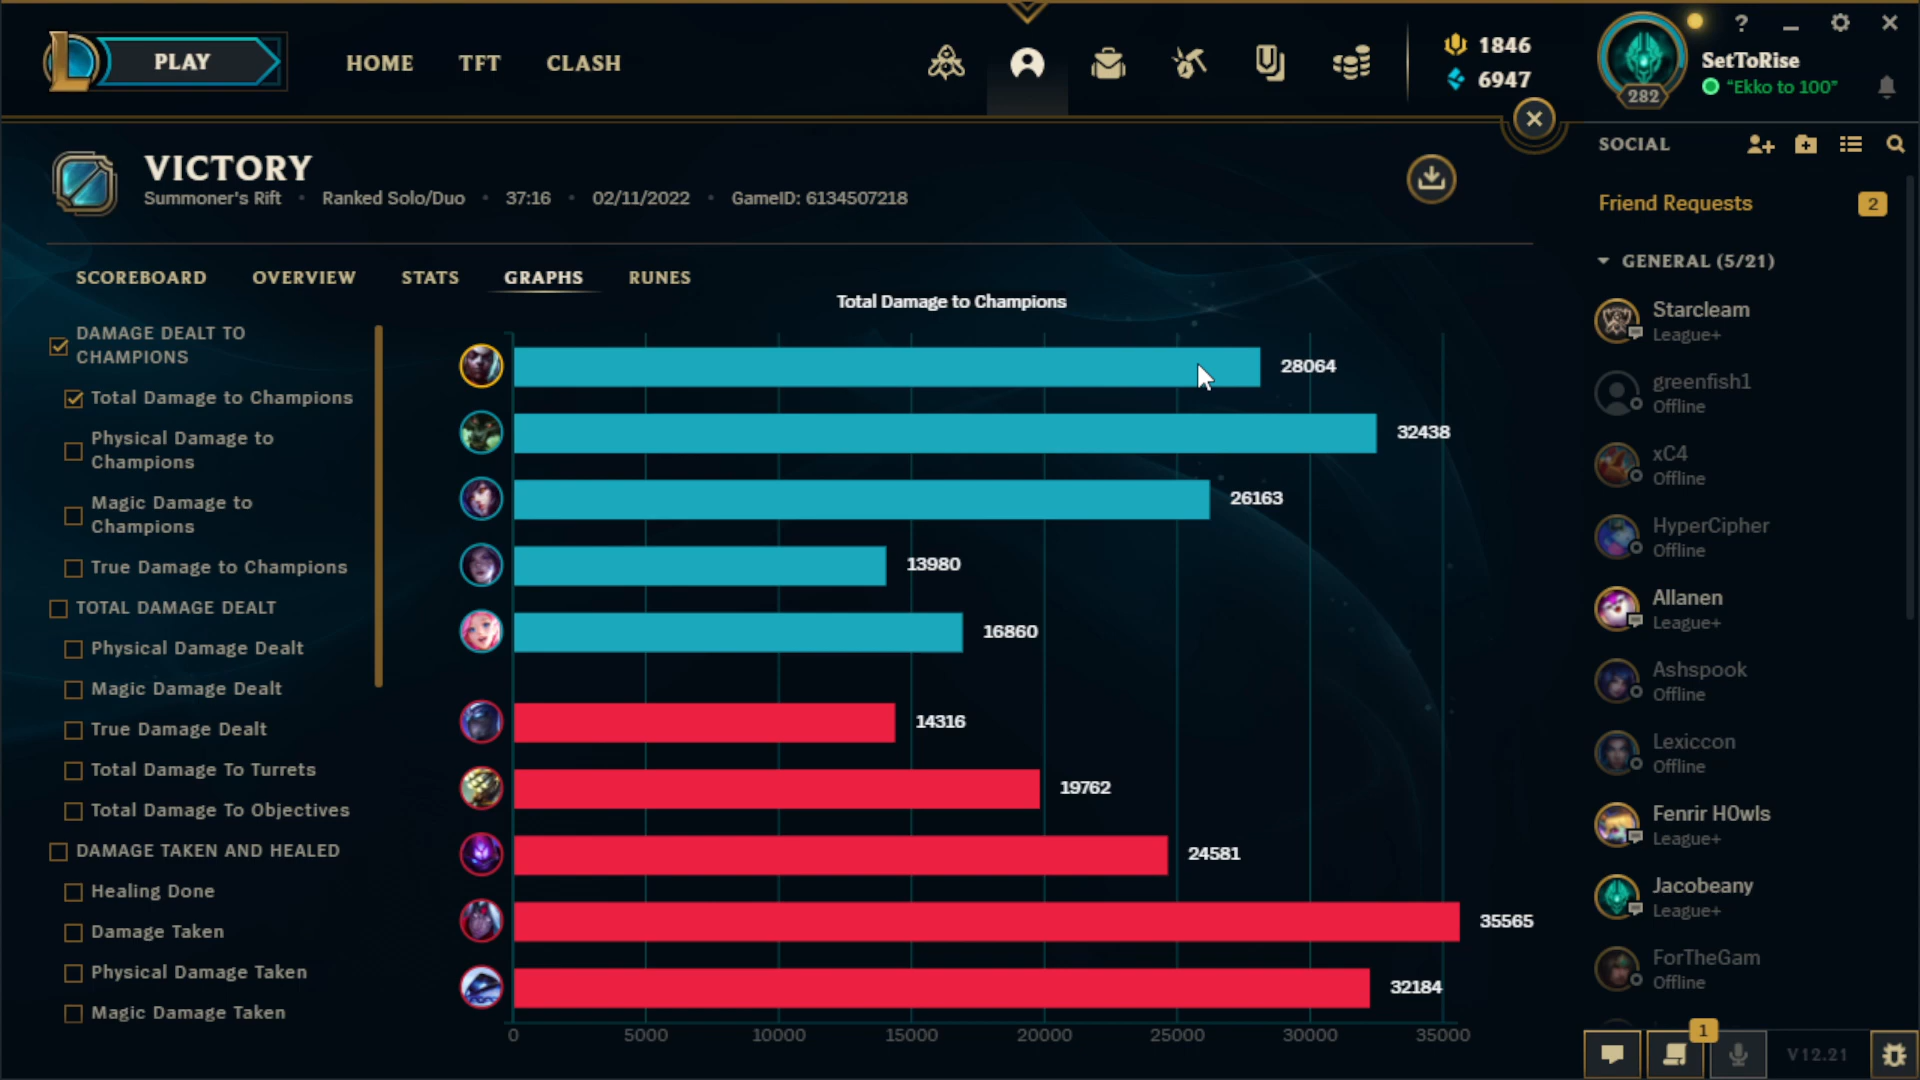 PLAY
HOME
TFT
CLASH
1846
6947
282
SetToRise
"Ekko to 100"
?
VICTORY
Summoner's Rift • Ranked Solo/Duo • 37:16 • 02/11/2022 • GameID: 6134507218
SCOREBOARD
OVERVIEW
STATS
GRAPHS
RUNES
DAMAGE DEALT TO
CHAMPIONS
Total Damage to Champions
Physical Damage to
Champions
Magic Damage to
Champions
True Damage to Champions
TOTAL DAMAGE DEALT
Physical Damage Dealt
Magic Damage Dealt
True Damage Dealt
Total Damage To Turrets
Total Damage To Objectives
DAMAGE TAKEN AND HEALED
Healing Done
Damage Taken
Physical Damage Taken
Magic Damage Taken
Total Damage to Champions
28064
32438
26163
13980
16860
14316
19762
24581
35565
32184
0 5000 10000 15000 20000 25000 30000 35000
SOCIAL
Friend Requests
2
GENERAL (5/21)
Starcleam
League+
greenfish1
Offline
xC4
Offline
HyperCipher
Offline
Allanen
League+
Ashspook
Offline
Lexiccon
Offline
Fenrir H0wls
League+
Jacobeany
League+
ForTheGam
Offline
1
V12.21